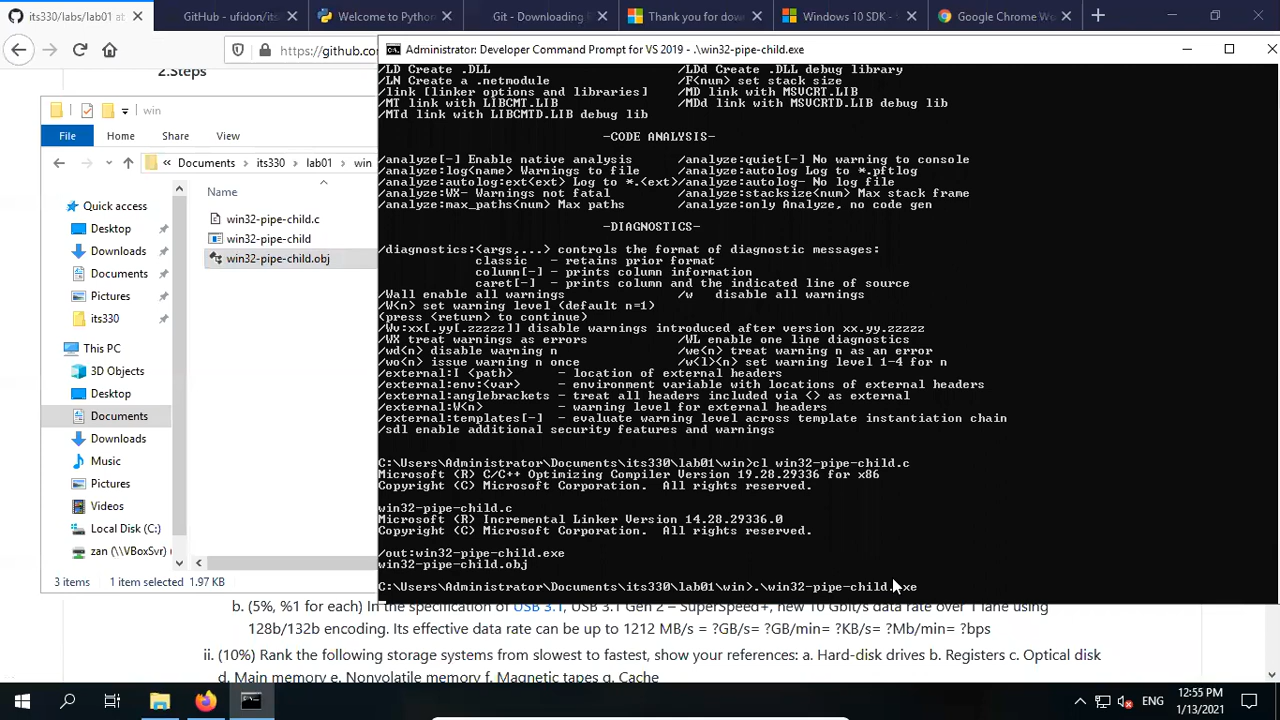 its330/labs/lab01 at
GitHub - ufidon/its
Welcome to Python
Git - Downloading
Thank you for dow
Windows 10 SDK -
Google Chrome Wo
https://github.co
2.Steps
win
File
Home
Share
View
Documents
its330
lab01
win
Name
Quick access
Desktop
Downloads
Documents
Pictures
its330
This PC
3D Objects
Desktop
Documents
Downloads
Music
Pictures
Videos
Local Disk (C:)
zan (\\VBoxSvr)
win32-pipe-child.c
win32-pipe-child
win32-pipe-child.obj
3 items
1 item selected 1.97 KB
Administrator: Developer Command Prompt for VS 2019 - .\win32-pipe-child.exe
/LD Create .DLL /LDd Create .DLL debug library
/LN Create a .netmodule /F<num> set stack size
/link [linker options and libraries] /MD link with MSVCRT.LIB
/MT link with LIBCMT.LIB /MDd link with MSVCRTD.LIB debug lib
/MTd link with LIBCMTD.LIB debug lib
-CODE ANALYSIS-
/analyze[-] Enable native analysis /analyze:quiet[-] No warning to console
/analyze:log<name> Warnings to file /analyze:autolog Log to *.pftlog
/analyze:autolog:ext<ext> Log to *.<ext>/analyze:autolog- No log file
/analyze:WX- Warnings not fatal /analyze:stacksize<num> Max stack frame
/analyze:max_paths<num> Max paths /analyze:only Analyze, no code gen
-DIAGNOSTICS-
/diagnostics:<args,...> controls the format of diagnostic messages:
classic - retains prior format
column[-] - prints column information
caret[-] - prints column and the indicated line of source
/Wall enable all warnings /w disable all warnings
/W<n> set warning level (default n=1)
(press <return> to continue)
/Wv:xx[.yy[.zzzzz]] disable warnings introduced after version xx.yy.zzzzz
/WX treat warnings as errors /WL enable one line diagnostics
/wd<n> disable warning n /we<n> treat warning n as an error
/wo<n> issue warning n once /w<l><n> set warning level 1-4 for n
/external:I <path> - location of external headers
/external:env:<var> - environment variable with locations of external headers
/external:anglebrackets - treat all headers included via <> as external
/external:W<n> - warning level for external headers
/external:templates[-] - evaluate warning level across template instantiation chain
/sdl enable additional security features and warnings
C:\Users\Administrator\Documents\its330\lab01\win>cl win32-pipe-child.c
Microsoft (R) C/C++ Optimizing Compiler Version 19.28.29336 for x86
Copyright (C) Microsoft Corporation. All rights reserved.
win32-pipe-child.c
Microsoft (R) Incremental Linker Version 14.28.29336.0
Copyright (C) Microsoft Corporation. All rights reserved.
/out:win32-pipe-child.exe
win32-pipe-child.obj
C:\Users\Administrator\Documents\its330\lab01\win>.\win32-pipe-child.exe
b. (5%, %1 for each) In the specification of USB 3.1, USB 3.1 Gen 2 – SuperSpeed+, new 10 Gbit/s data rate over 1 lane using
128b/132b encoding. Its effective data rate can be up to 1212 MB/s = ?GB/s= ?GB/min= ?KB/s= ?Mb/min= ?bps
ii. (10%) Rank the following storage systems from slowest to fastest, show your references: a. Hard-disk drives b. Registers c. Optical disk
d. Main memory e. Nonvolatile memory f. Magnetic tapes g. Cache
ENG
12:55 PM
1/13/2021